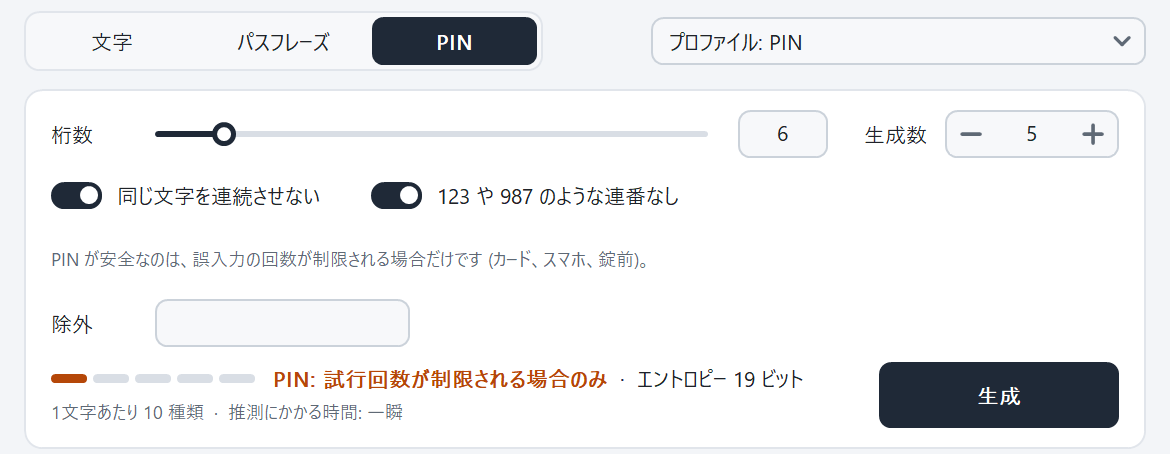 文字 パスフレーズ PIN プロファイル: PIN
桁数 6 生成数 5
同じ文字を連続させない 123 や 987 のような連番なし
PIN が安全なのは、誤入力の回数が制限される場合だけです (カード、スマホ、錠前)。
除外
PIN: 試行回数が制限される場合のみ · エントロピー 19 ビット
1文字あたり 10 種類 · 推測にかかる時間: 一瞬
生成